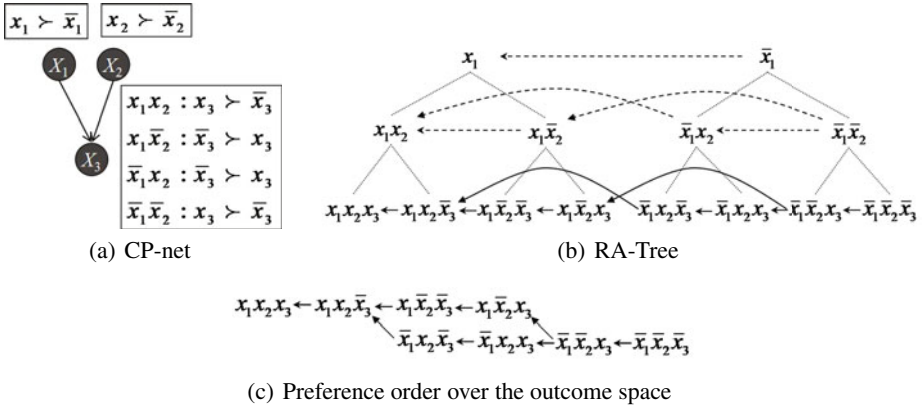 x₁ ≻ x̄₁ x₂ ≻ x̄₂
X₁ X₂
X₃
x₁x₂ : x₃ ≻ x̄₃
x₁x̄₂ : x̄₃ ≻ x₃
x̄₁x₂ : x̄₃ ≻ x₃
x̄₁x̄₂ : x₃ ≻ x̄₃
(a) CP-net
x₁ x̄₁
x₁x₂ x₁x̄₂ x̄₁x₂ x̄₁x̄₂
x₁x₂x₃ ← x₁x₂x̄₃ ← x₁x̄₂x̄₃ ← x₁x̄₂x₃ x̄₁x₂x̄₃ ← x̄₁x₂x₃ ← x̄₁x̄₂x₃ ← x̄₁x̄₂x̄₃
(b) RA-Tree
x₁x₂x₃ ← x₁x₂x̄₃ ← x₁x̄₂x̄₃ ← x₁x̄₂x₃
x̄₁x₂x̄₃ ← x̄₁x₂x₃ ← x̄₁x̄₂x₃ ← x̄₁x̄₂x̄₃
(c) Preference order over the outcome space